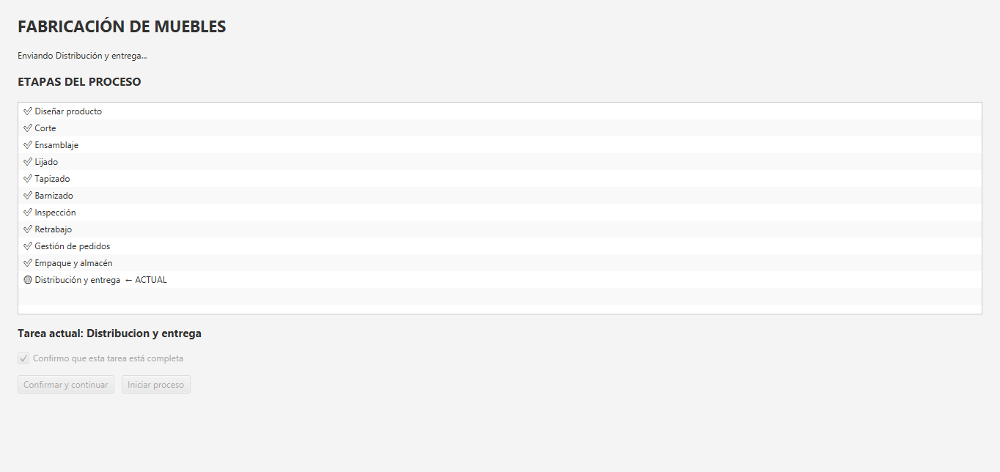 FABRICACIÓN DE MUEBLES
Enviando Distribución y entrega...
ETAPAS DEL PROCESO
Diseñar producto
Corte
Ensamblaje
Lijado
Tapizado
Barnizado
Inspección
Retrabajo
Gestión de pedidos
Empaque y almacén
Distribución y entrega ← ACTUAL
Tarea actual: Distribucion y entrega
Confirmo que esta tarea está completa
Confirmar y continuar Iniciar proceso